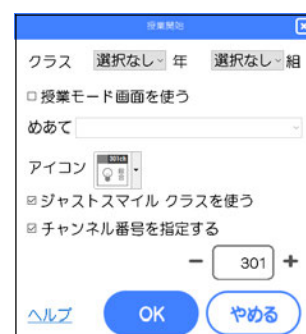 授業開始
クラス 選択なし 年 選択なし 組
授業モード画面を使う
めあて
アイコン 301ch
ジャストスマイル クラスを使う
チャンネル番号を指定する
− 301 +
ヘルプ OK やめる